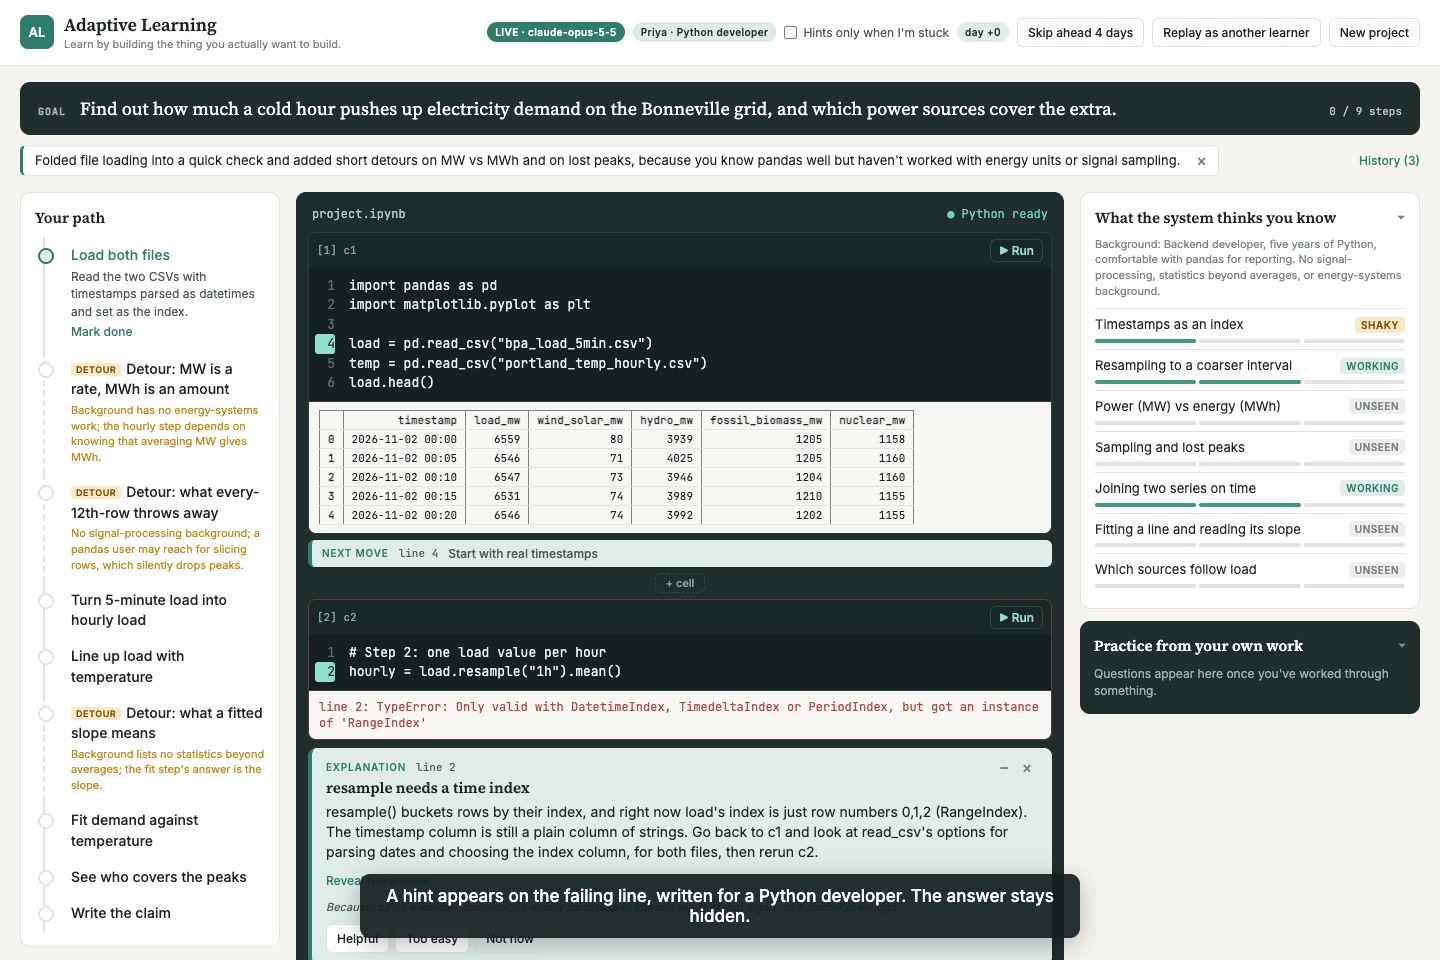 AL
Adaptive Learning
Learn by building the thing you actually want to build.
LIVE · claude-opus-5-5
Priya · Python developer
Hints only when I'm stuck
day +0
Skip ahead 4 days
Replay as another learner
New project
GOAL
Find out how much a cold hour pushes up electricity demand on the Bonneville grid, and which power sources cover the extra.
0 / 9 steps
Folded file loading into a quick check and added short detours on MW vs MWh and on lost peaks, because you know pandas well but haven't worked with energy units or signal sampling. ×
History (3)
Your path
Load both files
Read the two CSVs with
timestamps parsed as datetimes
and set as the index.
Mark done
DETOUR Detour: MW is a
rate, MWh is an amount
Background has no energy-systems
work; the hourly step depends on
knowing that averaging MW gives
MWh.
DETOUR Detour: what every-
12th-row throws away
No signal-processing background; a
pandas user may reach for slicing
rows, which silently drops peaks.
Turn 5-minute load into
hourly load
Line up load with
temperature
DETOUR Detour: what a fitted
slope means
Background lists no statistics beyond
averages; the fit step's answer is the
slope.
Fit demand against
temperature
See who covers the peaks
Write the claim
project.ipynb
Python ready
[1] c1
Run
1 import pandas as pd
2 import matplotlib.pyplot as plt
3
4 load = pd.read_csv("bpa_load_5min.csv")
5 temp = pd.read_csv("portland_temp_hourly.csv")
6 load.head()
timestamp load_mw wind_solar_mw hydro_mw fossil_biomass_mw nuclear_mw
0 2026-11-02 00:00 6559 80 3939 1205 1158
1 2026-11-02 00:05 6546 71 4025 1205 1160
2 2026-11-02 00:10 6547 73 3946 1204 1160
3 2026-11-02 00:15 6531 74 3989 1210 1155
4 2026-11-02 00:20 6546 74 3992 1202 1155
NEXT MOVE line 4 Start with real timestamps
+ cell
[2] c2
Run
1 # Step 2: one load value per hour
2 hourly = load.resample("1h").mean()
line 2: TypeError: Only valid with DatetimeIndex, TimedeltaIndex or PeriodIndex, but got an instance
of 'RangeIndex'
EXPLANATION line 2
– ×
resample needs a time index
resample() buckets rows by their index, and right now load's index is just row numbers 0,1,2 (RangeIndex).
The timestamp column is still a plain column of strings. Go back to c1 and look at read_csv's options for
parsing dates and choosing the index column, for both files, then rerun c2.
Reveal the answer
A hint appears on the failing line, written for a Python developer. The answer stays
hidden.
Helpful
Too easy
Not now
What the system thinks you know
Background: Backend developer, five years of Python,
comfortable with pandas for reporting. No signal-
processing, statistics beyond averages, or energy-systems
background.
Timestamps as an index SHAKY
Resampling to a coarser interval WORKING
Power (MW) vs energy (MWh) UNSEEN
Sampling and lost peaks UNSEEN
Joining two series on time WORKING
Fitting a line and reading its slope UNSEEN
Which sources follow load UNSEEN
Practice from your own work
Questions appear here once you've worked through
something.